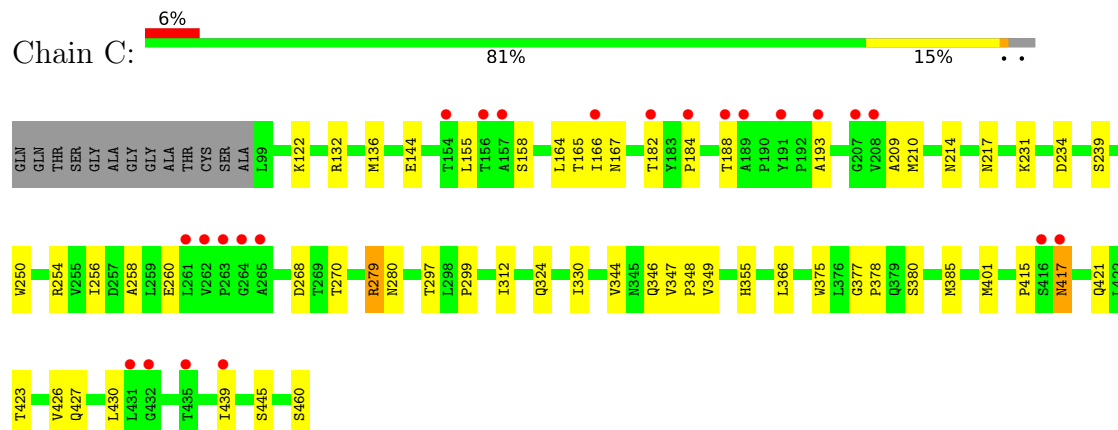 6%
Chain C:
81% 15% • •
GLN GLN THR SER GLY ALA GLY GLY ALA THR CYS SER ALA L99 K122 R132 M136 E144 T154 L155 T156 A157 S158 L164 T165 I166 N167 T182 Y183 P184 T188 A189 P190 Y191 P192 A193 G207 V208 A209 M210 N214 N217 K231 D234 S239
W250 R254 V255 I256 D257 A258 L259 E260 L261 V262 P263 G264 A265 D268 T269 T270 R279 N280 T297 L298 P299 I312 Q324 I330 V344 N345 Q346 V347 P348 V349 H355 L366 W375 L376 G377 P378 Q379 S380 M385 M401 P415 S416 N417 Q421 L422
T423 V426 Q427 L430 L431 G432 T435 I439 S445 S460